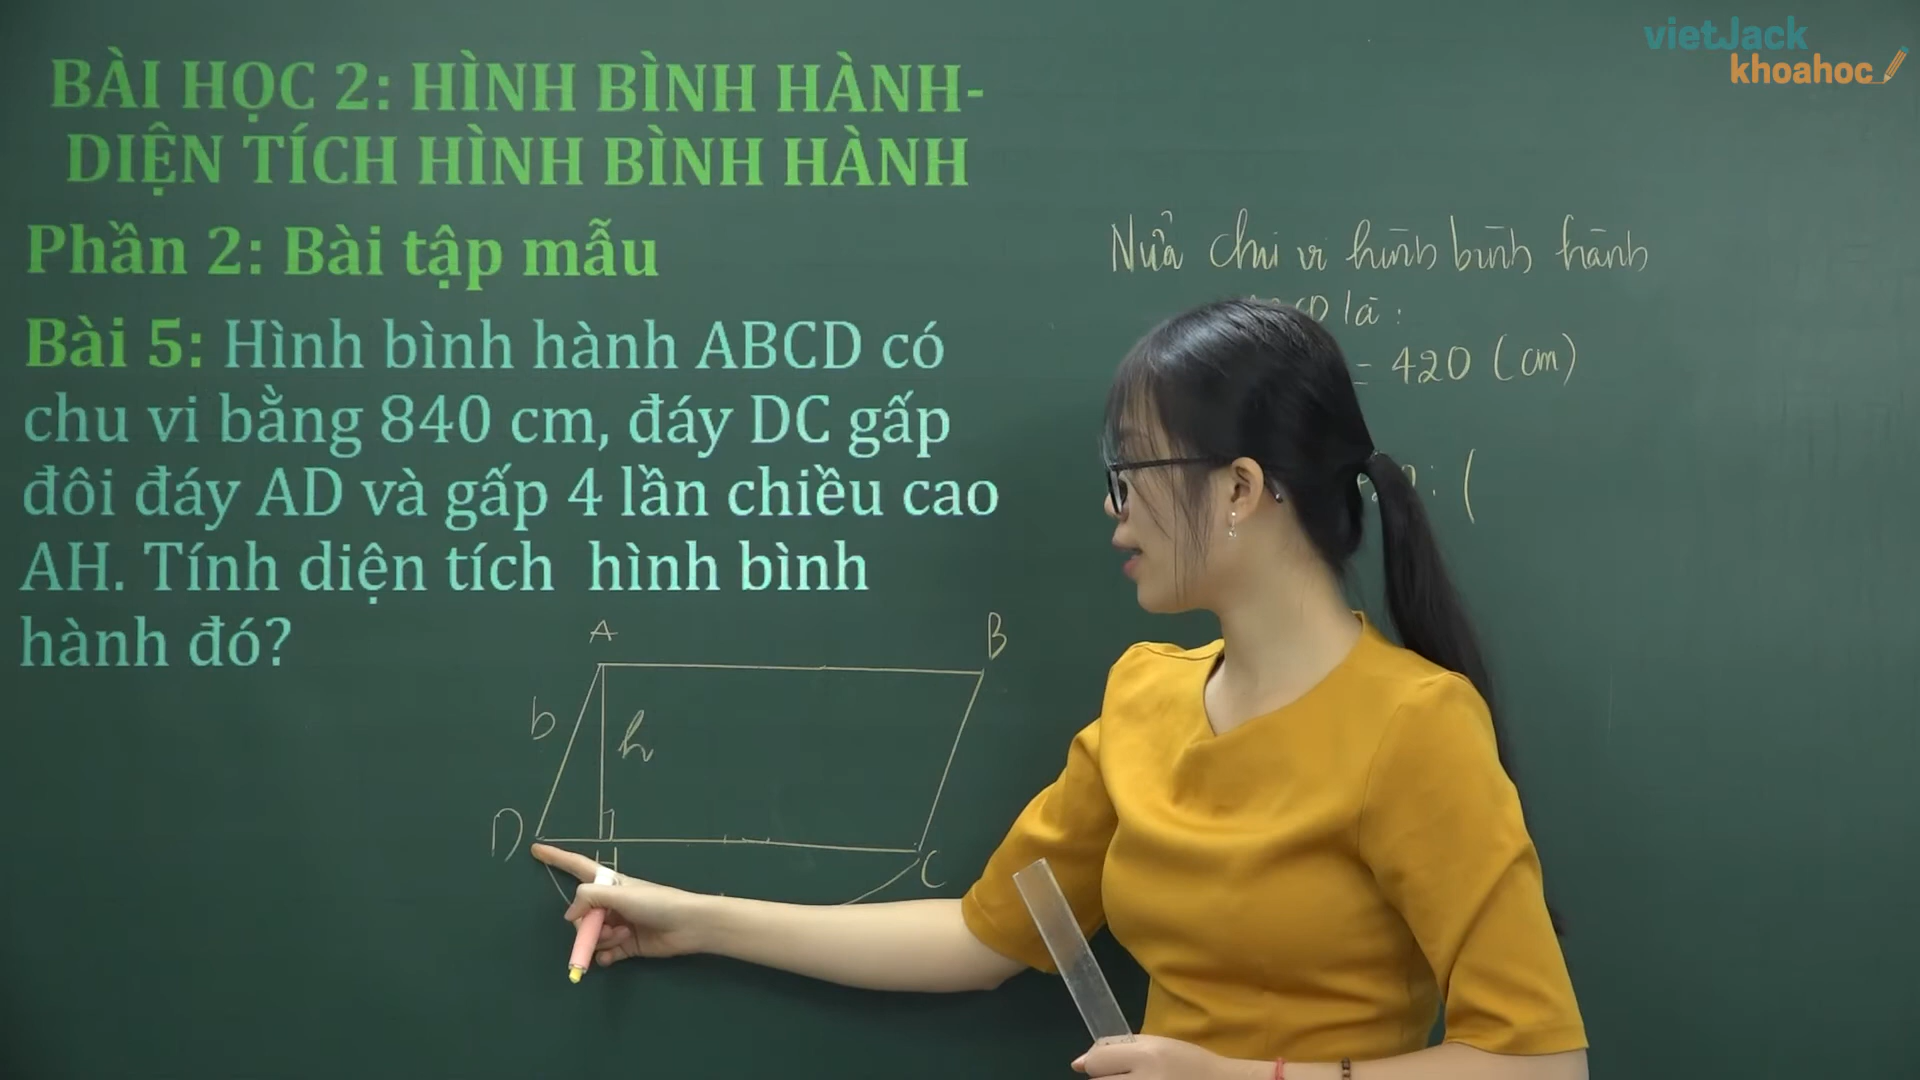 vietJack
khoahoc
BÀI HỌC 2: HÌNH BÌNH HÀNH-
DIỆN TÍCH HÌNH BÌNH HÀNH
Phần 2: Bài tập mẫu
Bài 5: Hình bình hành ABCD có
chu vi bằng 840 cm, đáy DC gấp
đôi đáy AD và gấp 4 lần chiều cao
AH. Tính diện tích hình bình
hành đó?
Nửa chu vi hình bình hành
là :
= 420 (cm)
: (
A
B
b
h
D
H
C